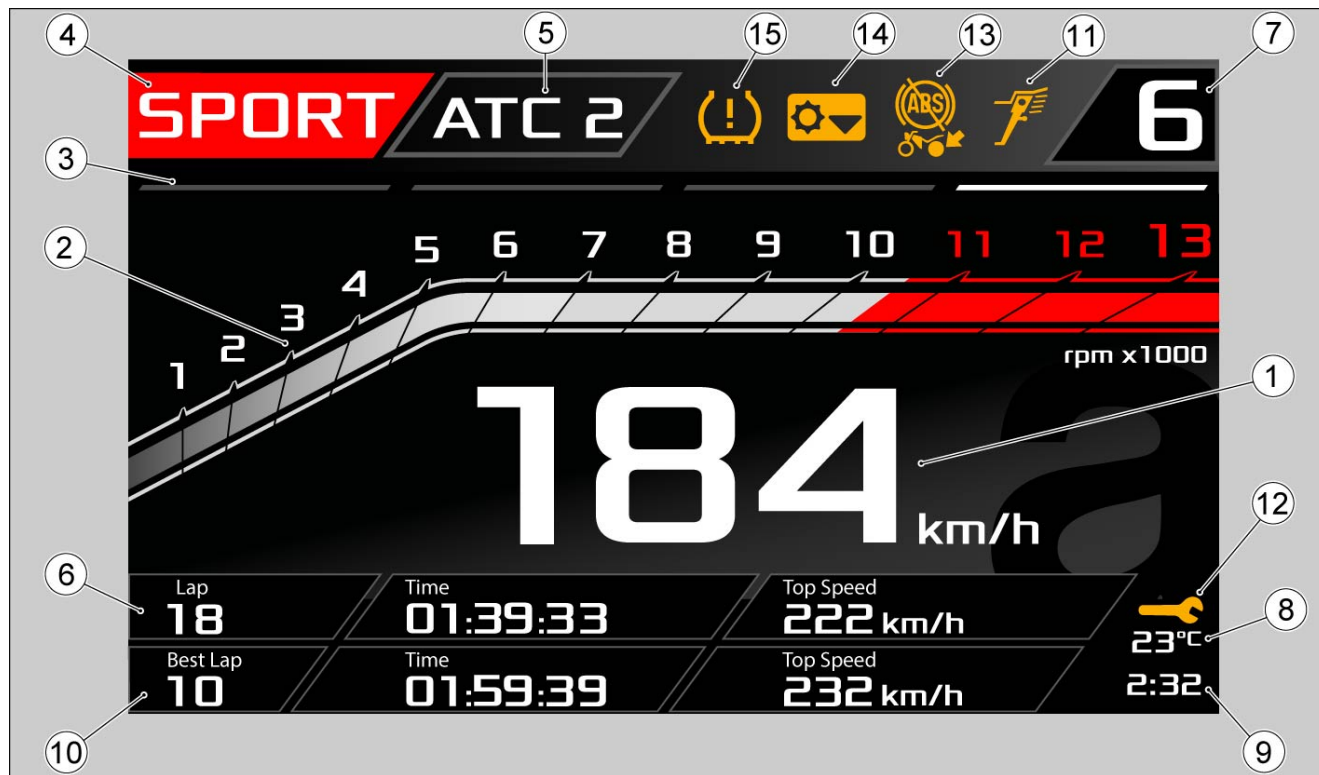 4
5
15
14
13
11
7
SPORT
ATC 2
!
ABS
6
3
2
1 2 3 4 5 6 7 8 9 10 11 12 13
rpm x1000
1
184 km/h
12
6
Lap
18
Time
01:39:33
Top Speed
222 km/h
8
23°C
Best Lap
10
Time
01:59:39
Top Speed
232 km/h
2:32
10
9